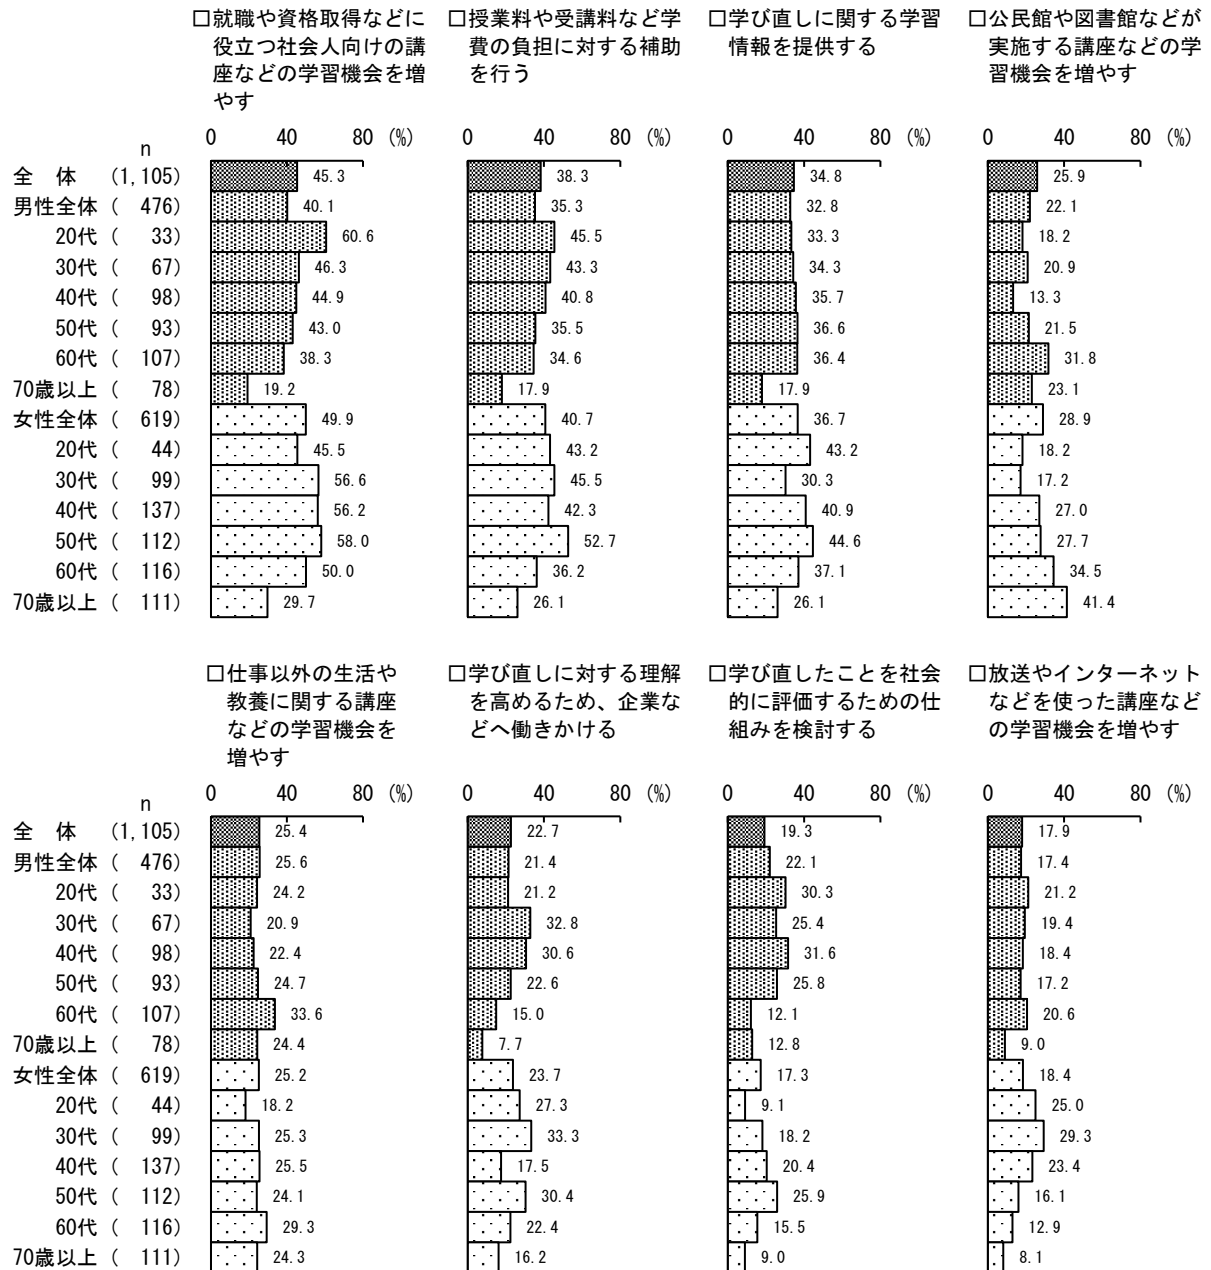 □就職や資格取得などに
役立つ社会人向けの講
座などの学習機会を増
やす
□授業料や受講料など学
費の負担に対する補助
を行う
□学び直しに関する学習
情報を提供する
□公民館や図書館などが
実施する講座などの学
習機会を増やす
n 0 40 80 (%) 0 40 80 (%) 0 40 80 (%) 0 40 80 (%)
全 体 (1,105) 45.3 38.3 34.8 25.9
男性全体 ( 476) 40.1 35.3 32.8 22.1
20代 ( 33) 60.6 45.5 33.3 18.2
30代 ( 67) 46.3 43.3 34.3 20.9
40代 ( 98) 44.9 40.8 35.7 13.3
50代 ( 93) 43.0 35.5 36.6 21.5
60代 ( 107) 38.3 34.6 36.4 31.8
70歳以上 ( 78) 19.2 17.9 17.9 23.1
女性全体 ( 619) 49.9 40.7 36.7 28.9
20代 ( 44) 45.5 43.2 43.2 18.2
30代 ( 99) 56.6 45.5 30.3 17.2
40代 ( 137) 56.2 42.3 40.9 27.0
50代 ( 112) 58.0 52.7 44.6 27.7
60代 ( 116) 50.0 36.2 37.1 34.5
70歳以上 ( 111) 29.7 26.1 26.1 41.4
□仕事以外の生活や
教養に関する講座
などの学習機会を
増やす
□学び直しに対する理解
を高めるため、企業な
どへ働きかける
□学び直したことを社会
的に評価するための仕
組みを検討する
□放送やインターネット
などを使った講座など
の学習機会を増やす
n 0 40 80 (%) 0 40 80 (%) 0 40 80 (%) 0 40 80 (%)
全 体 (1,105) 25.4 22.7 19.3 17.9
男性全体 ( 476) 25.6 21.4 22.1 17.4
20代 ( 33) 24.2 21.2 30.3 21.2
30代 ( 67) 20.9 32.8 25.4 19.4
40代 ( 98) 22.4 30.6 31.6 18.4
50代 ( 93) 24.7 22.6 25.8 17.2
60代 ( 107) 33.6 15.0 12.1 20.6
70歳以上 ( 78) 24.4 7.7 12.8 9.0
女性全体 ( 619) 25.2 23.7 17.3 18.4
20代 ( 44) 18.2 27.3 9.1 25.0
30代 ( 99) 25.3 33.3 18.2 29.3
40代 ( 137) 25.5 17.5 20.4 23.4
50代 ( 112) 24.1 30.4 25.9 16.1
60代 ( 116) 29.3 22.4 15.5 12.9
70歳以上 ( 111) 24.3 16.2 9.0 8.1